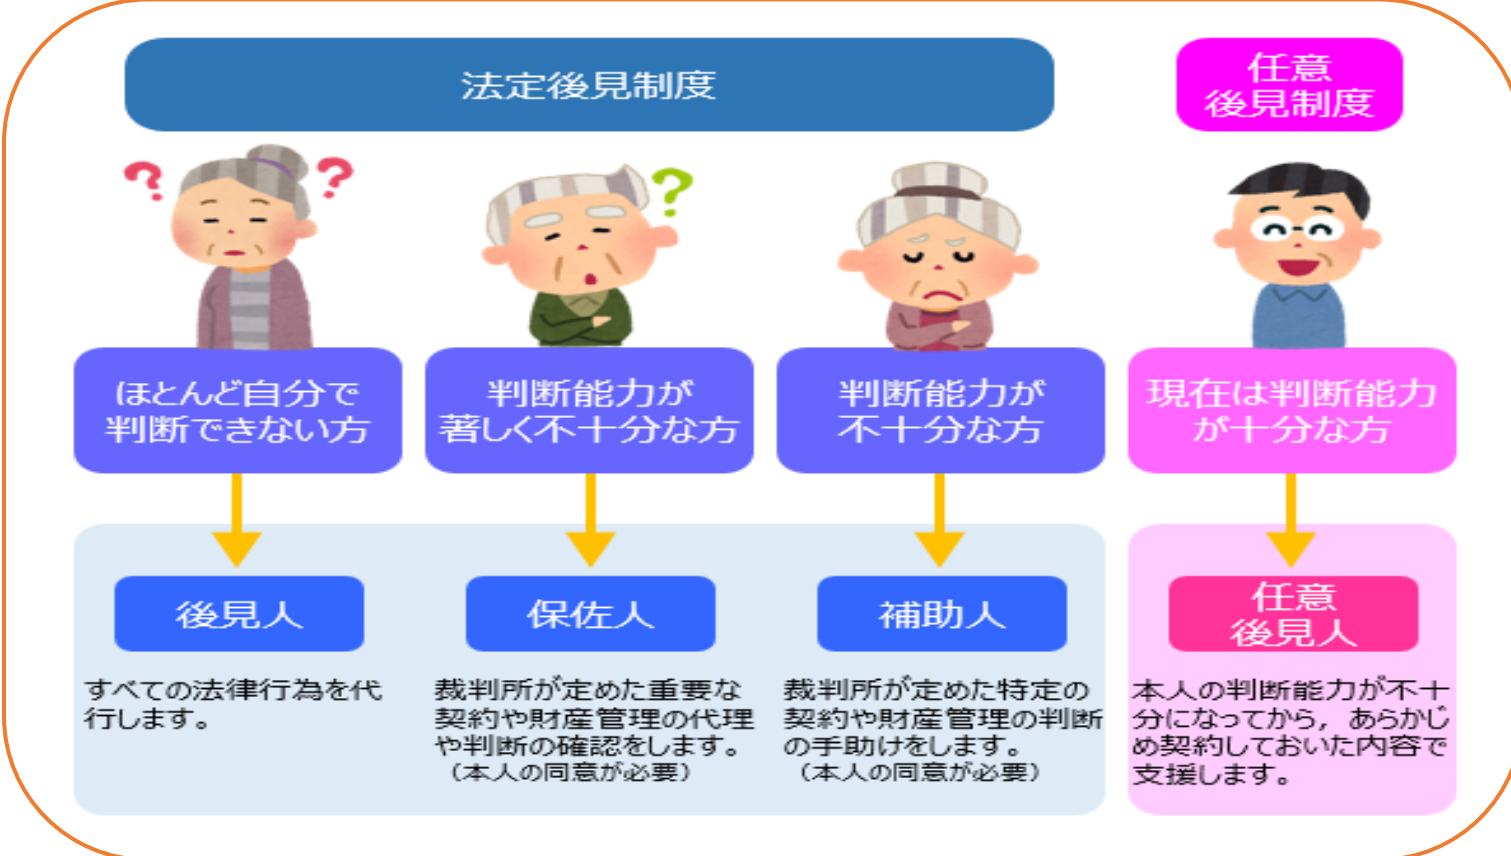 法定後見制度
任意
後見制度
? ?
?
ほとんど自分で
判断できない方
判断能力が
著しく不十分な方
判断能力が
不十分な方
現在は判断能力
が十分な方
後見人
すべての法律行為を代
行します。
保佐人
裁判所が定めた重要な
契約や財産管理の代理
や判断の確認をします。
（本人の同意が必要）
補助人
裁判所が定めた特定の
契約や財産管理の判断
の手助けをします。
（本人の同意が必要）
任意
後見人
本人の判断能力が不十
分になってから，あらかじ
め契約しておいた内容で
支援します。